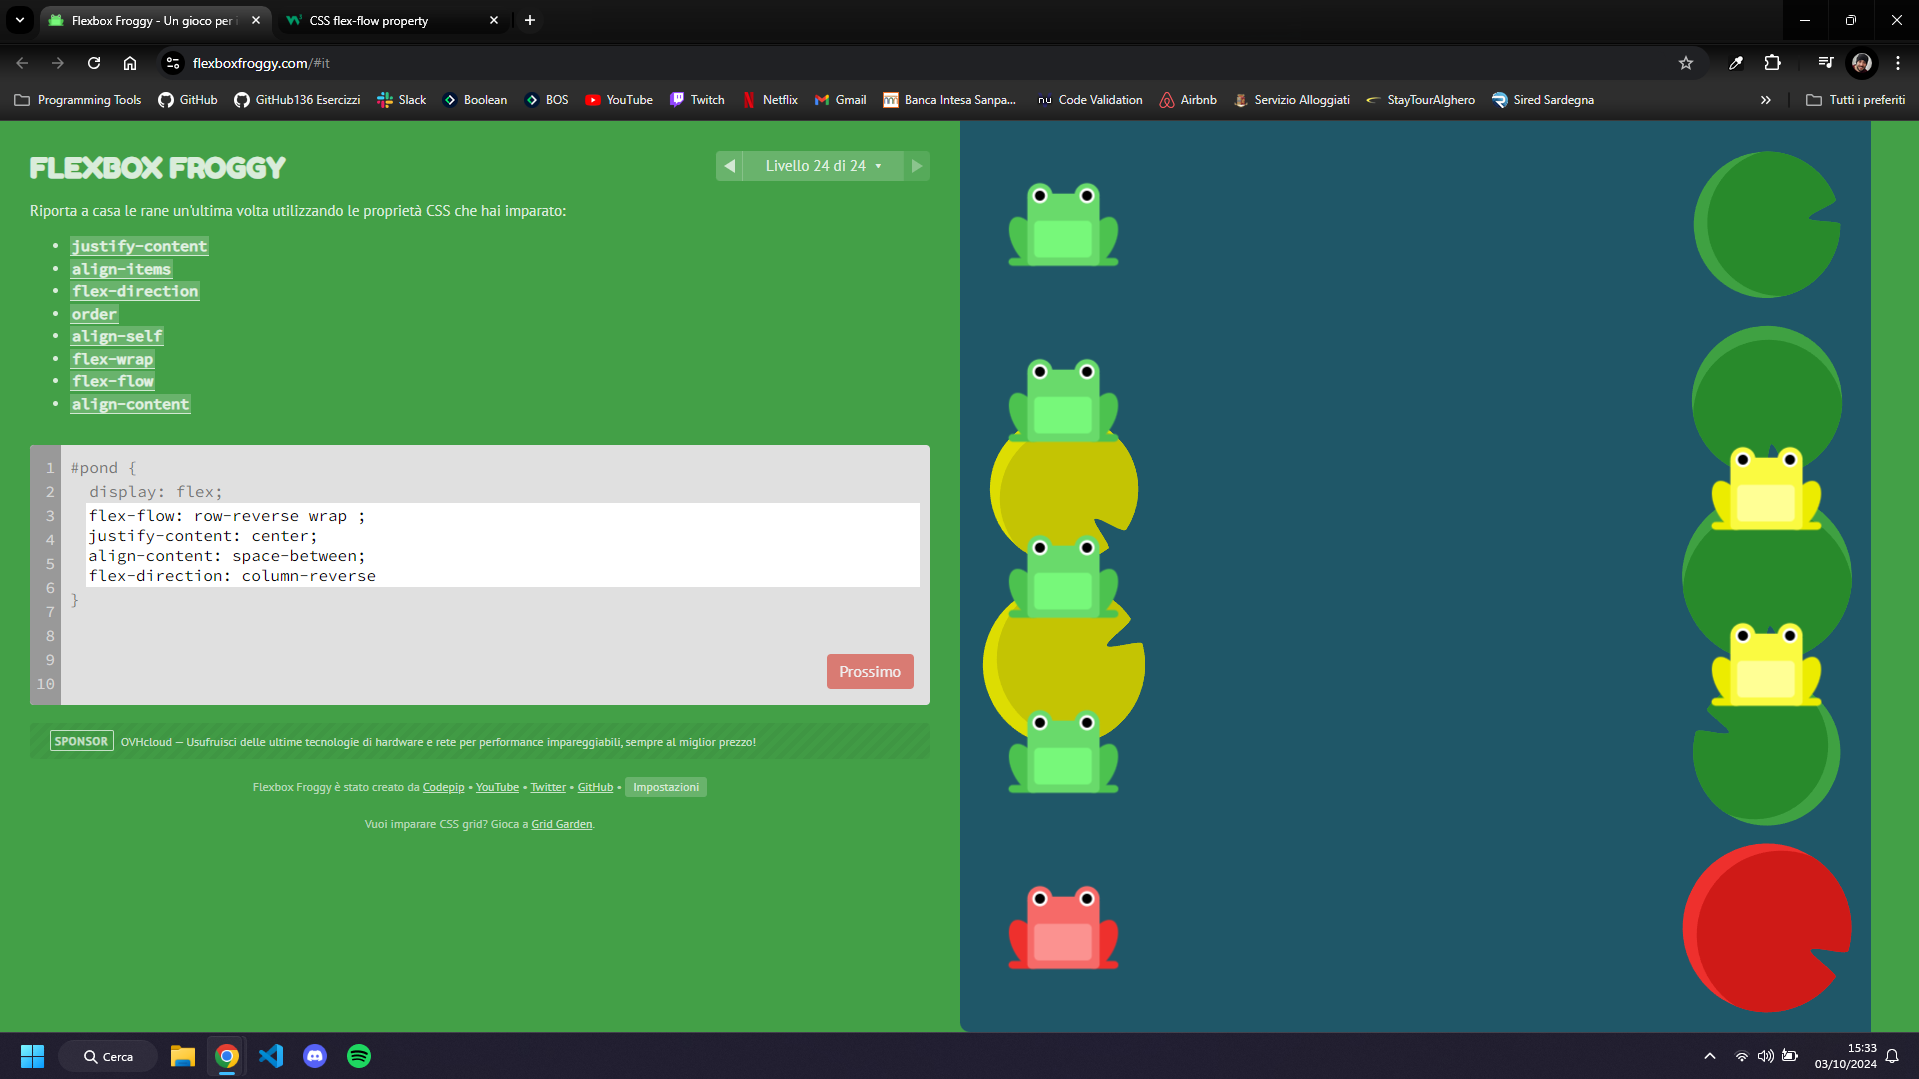 Flexbox Froggy - Un gioco per i
CSS flex-flow property
flexboxfroggy.com/#it
Programming Tools
GitHub
GitHub136 Esercizzi
Slack
Boolean
BOS
YouTube
Twitch
Netflix
Gmail
Banca Intesa Sanpa...
Code Validation
Airbnb
Servizio Alloggiati
StayTourAlghero
Sired Sardegna
Tutti i preferiti
FLEXBOX FROGGY
Livello 24 di 24
Riporta a casa le rane un'ultima volta utilizzando le proprietà CSS che hai imparato:
justify-content
align-items
flex-direction
order
align-self
flex-wrap
flex-flow
align-content
1 #pond {
2 display: flex;
3 flex-flow: row-reverse wrap ;
4 justify-content: center;
5 align-content: space-between;
6 flex-direction: column-reverse
7 }
8
9
10
Prossimo
SPONSOR OVHcloud — Usufruisci delle ultime tecnologie di hardware e rete per performance impareggiabili, sempre al miglior prezzo!
Flexbox Froggy è stato creato da Codepip • YouTube • Twitter • GitHub • Impostazioni
Vuoi imparare CSS grid? Gioca a Grid Garden.
Cerca
15:33
03/10/2024